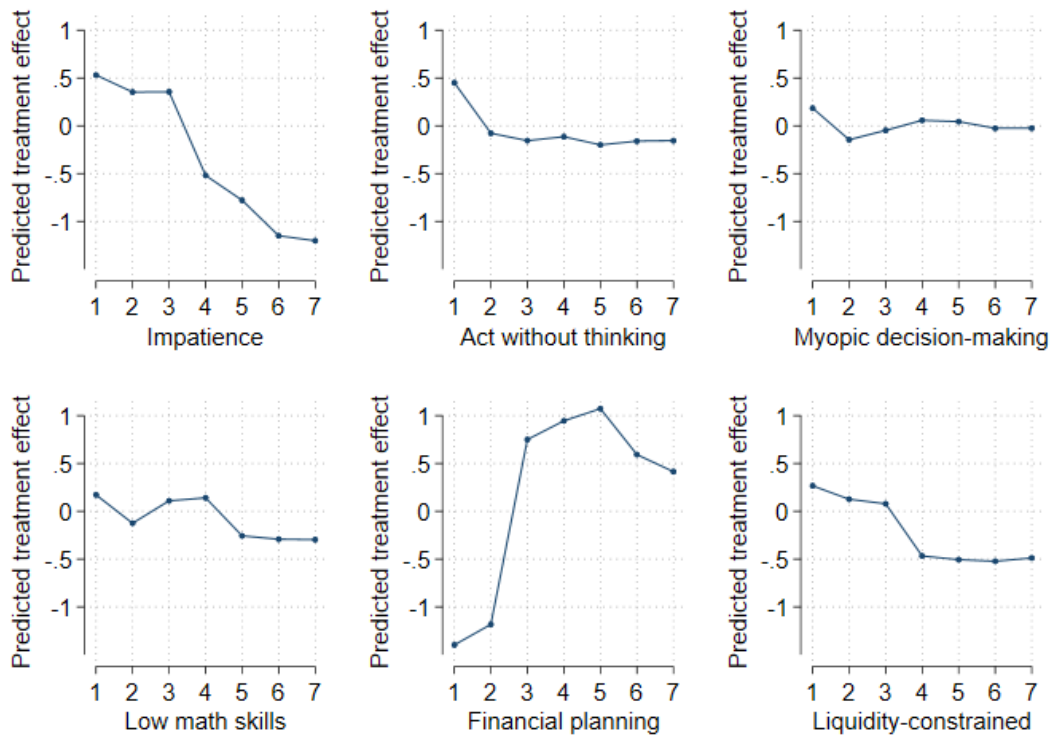 Predicted treatment effect
1
.5
0
-.5
-1
1 2 3 4 5 6 7
Impatience
Predicted treatment effect
1
.5
0
-.5
-1
1 2 3 4 5 6 7
Act without thinking
Predicted treatment effect
1
.5
0
-.5
-1
1 2 3 4 5 6 7
Myopic decision-making
Predicted treatment effect
1
.5
0
-.5
-1
1 2 3 4 5 6 7
Low math skills
Predicted treatment effect
1
.5
0
-.5
-1
1 2 3 4 5 6 7
Financial planning
Predicted treatment effect
1
.5
0
-.5
-1
1 2 3 4 5 6 7
Liquidity-constrained